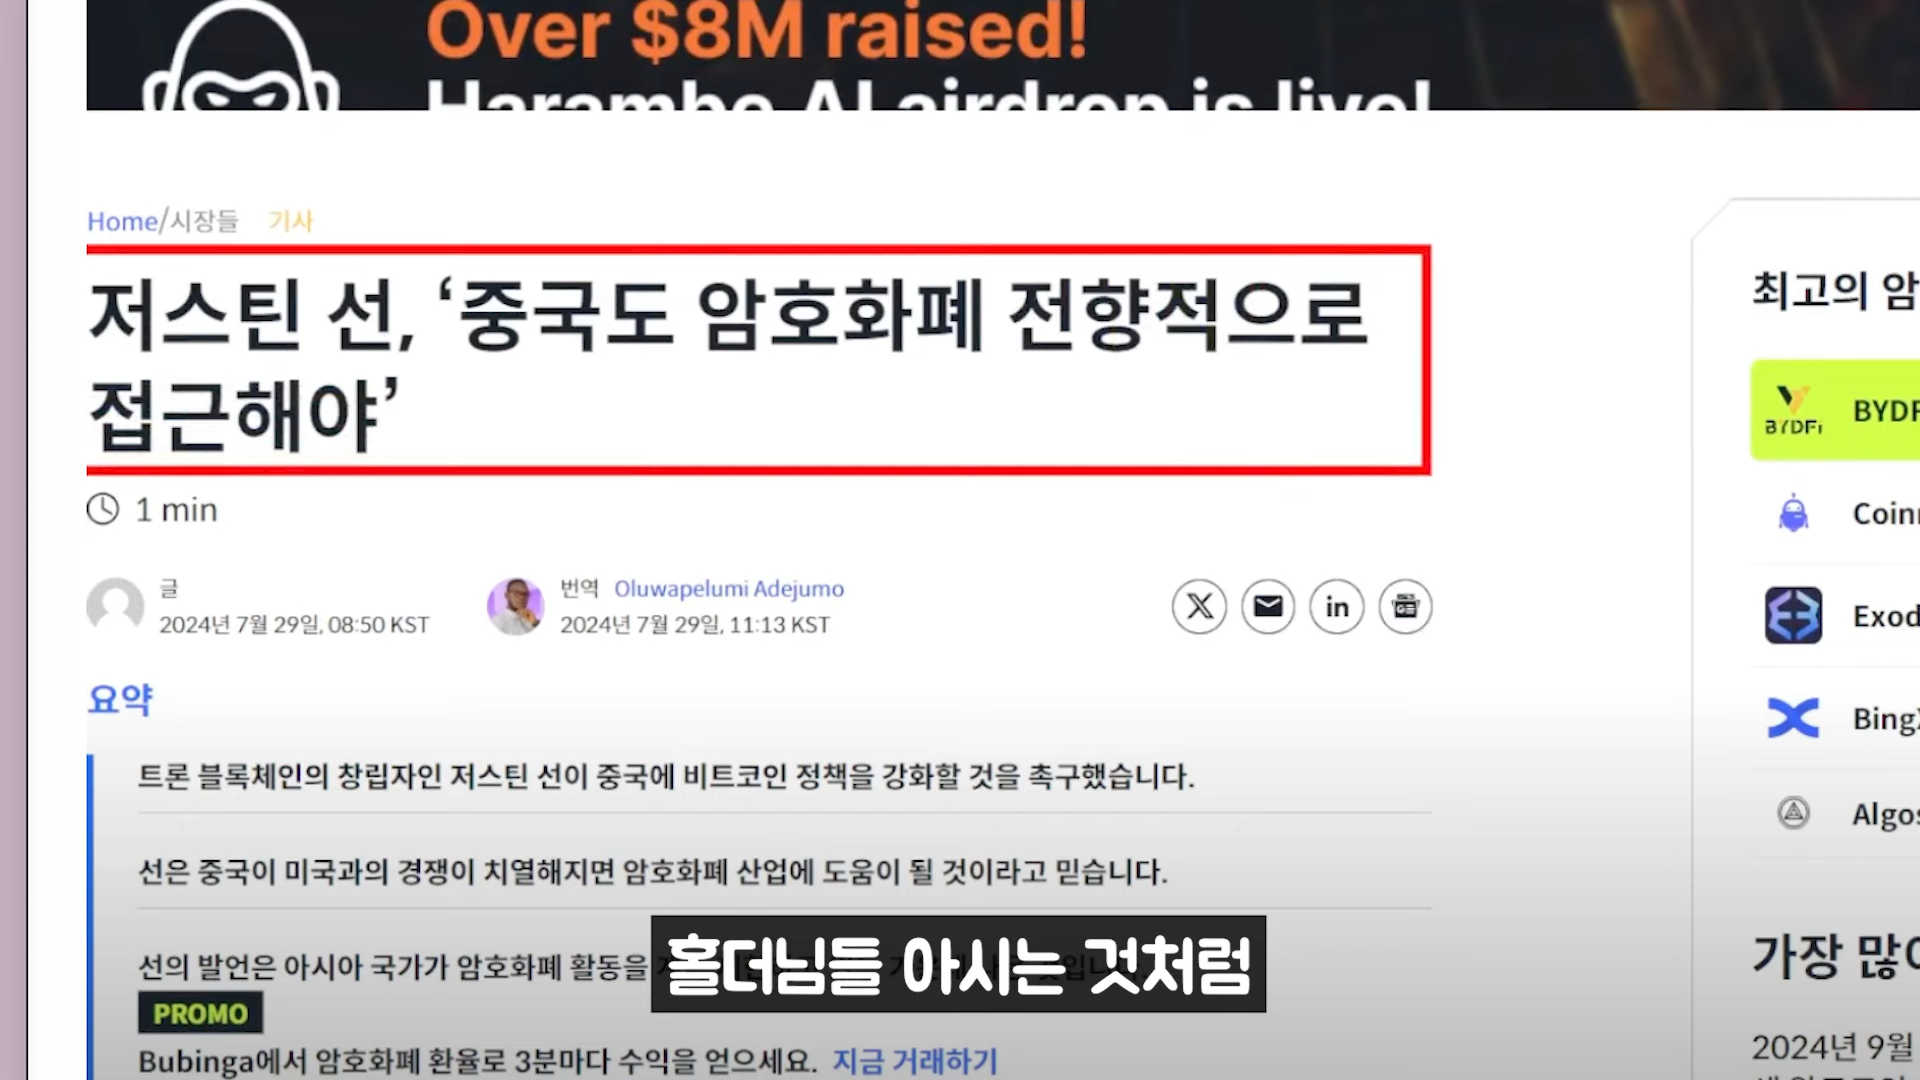 Over $8M raised!
Harambe AI airdrop is live!
Home/시장들 기사
저스틴 선, ‘중국도 암호화폐 전향적으로
접근해야’
1 min
글
2024년 7월 29일, 08:50 KST
번역 Oluwapelumi Adejumo
2024년 7월 29일, 11:13 KST
요약
트론 블록체인의 창립자인 저스틴 선이 중국에 비트코인 정책을 강화할 것을 촉구했습니다.
선은 중국이 미국과의 경쟁이 치열해지면 암호화폐 산업에 도움이 될 것이라고 믿습니다.
선의 발언은 아시아 국가가 암호화폐 활동을
홀더님들 아시는 것처럼
PROMO
Bubinga에서 암호화폐 환율로 3분마다 수익을 얻으세요. 지금 거래하기
최고의 암
BYDFi BYDF
Coin
Exod
Bing
Algo
가장 많이
2024년 9월